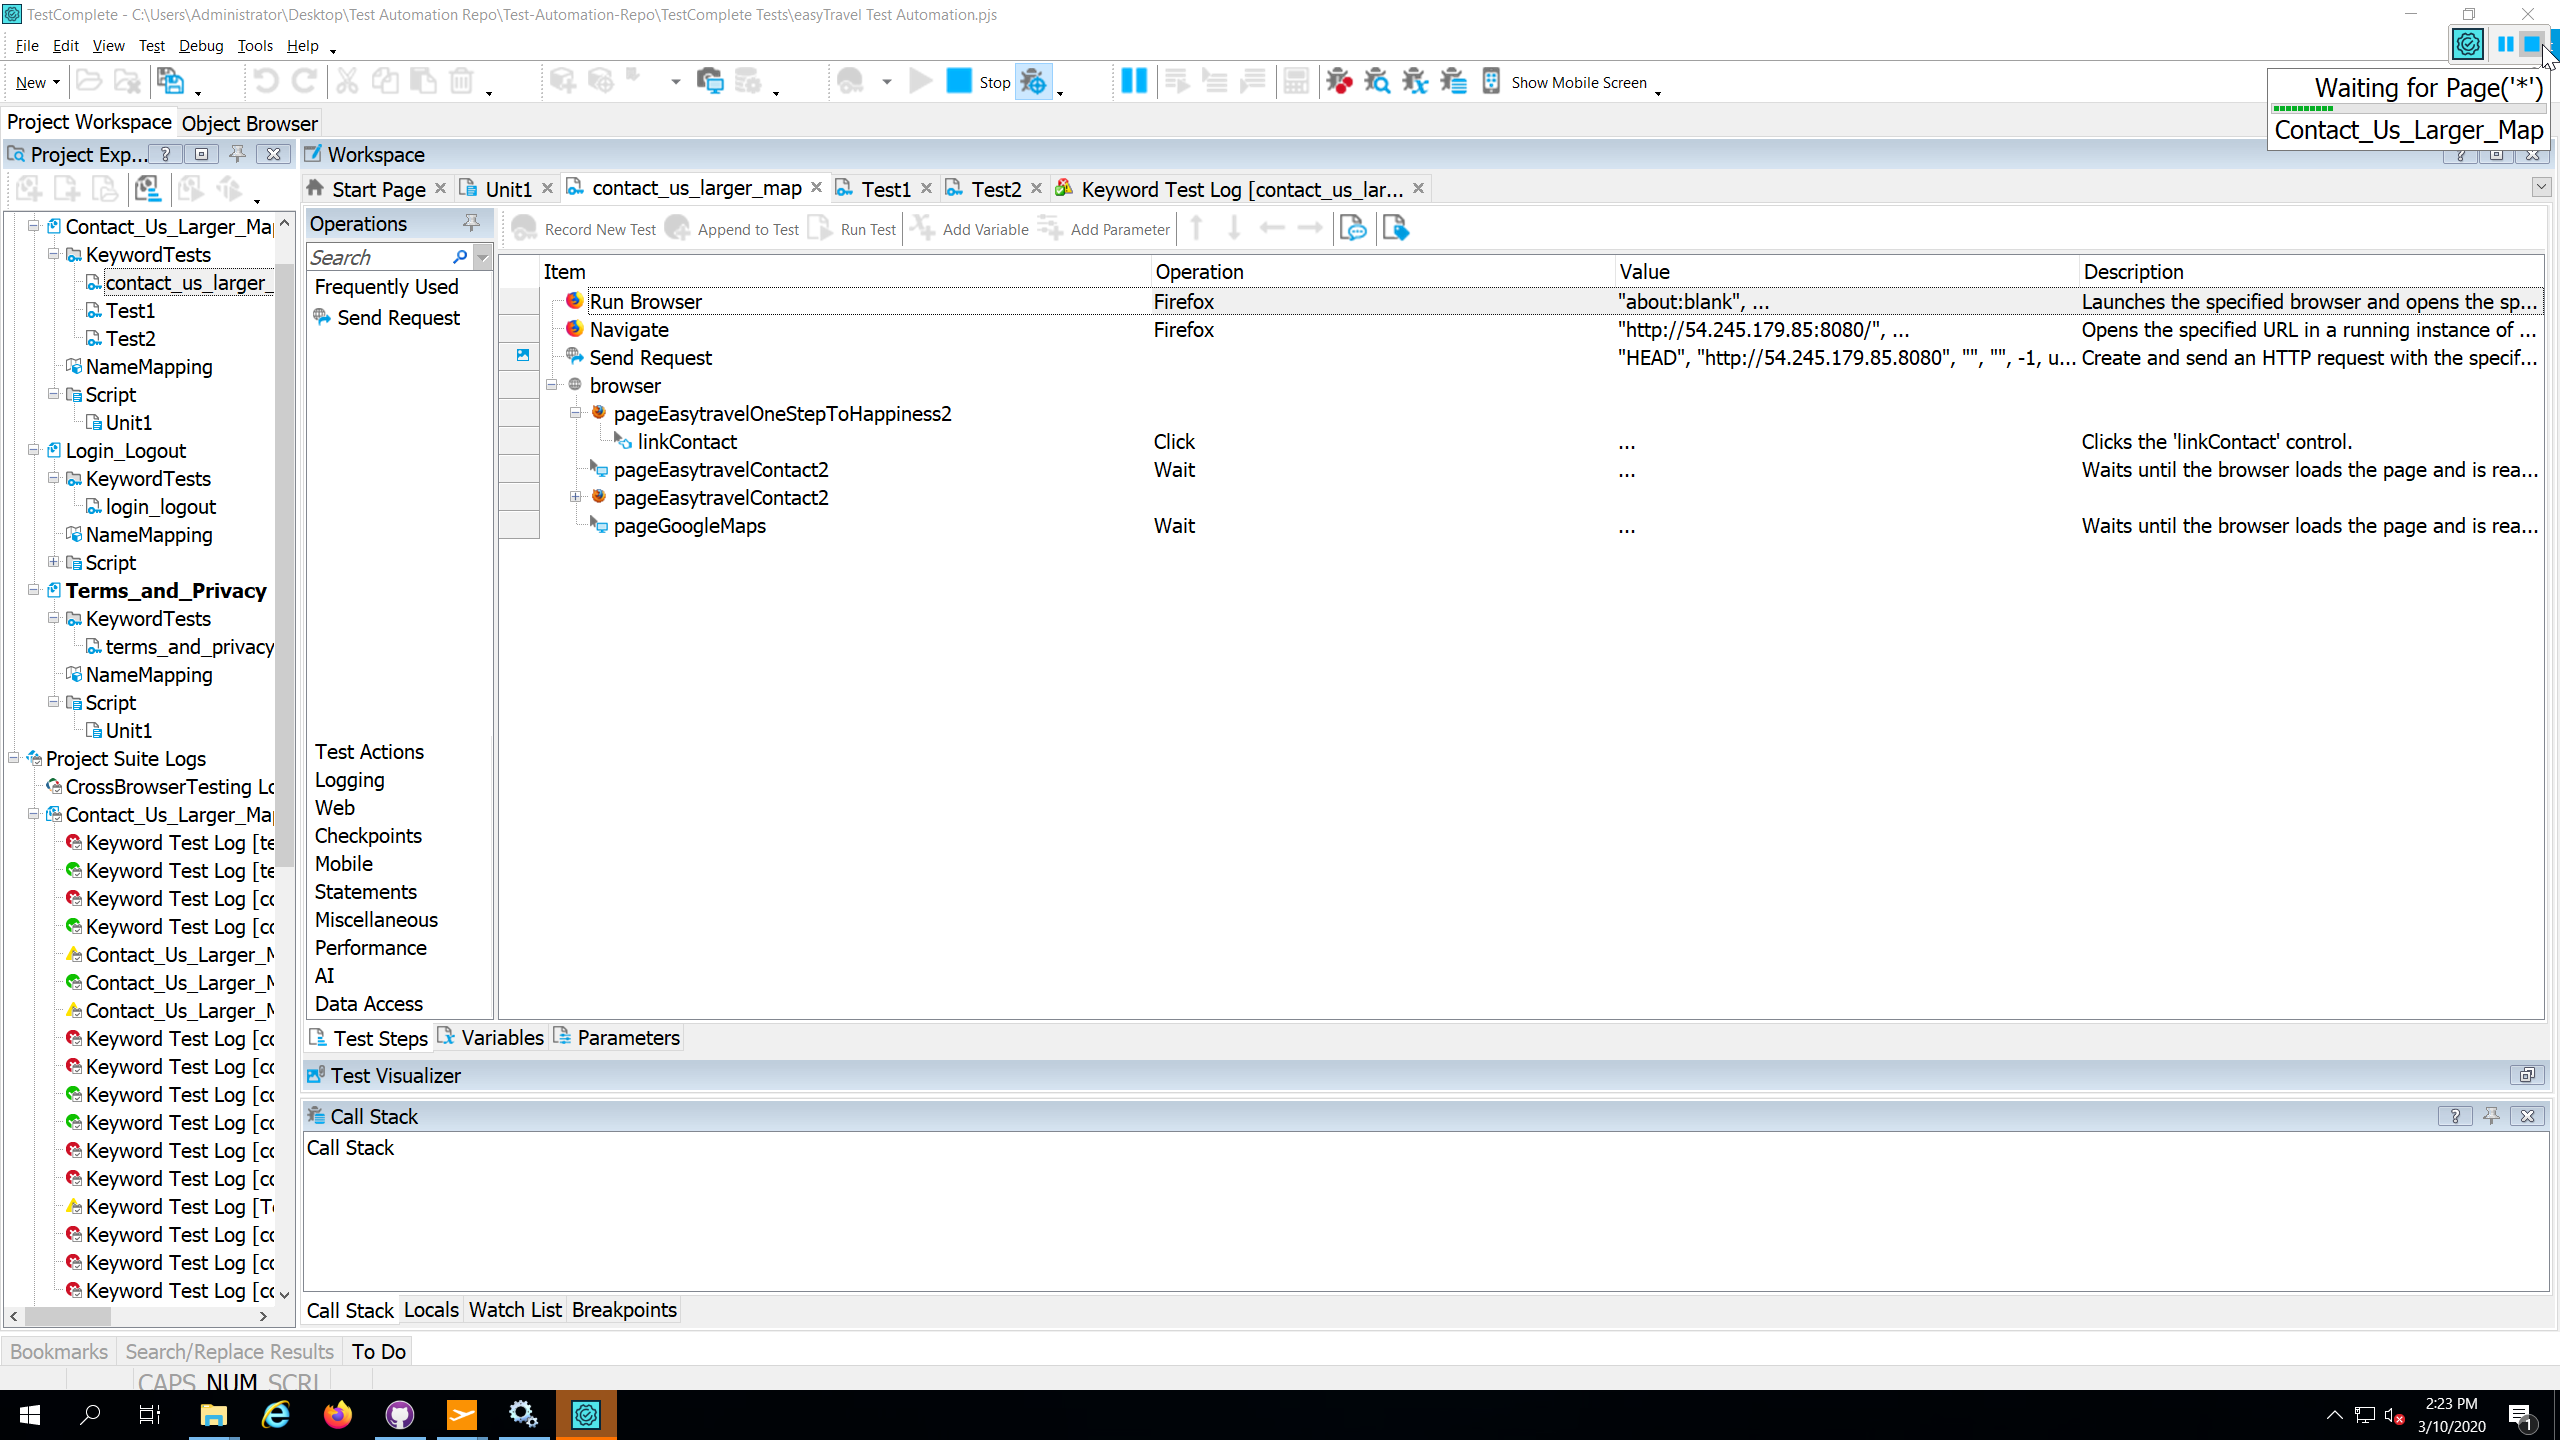 TestComplete - C:\Users\Administrator\Desktop\Test Automation Repo\Test-Automation-Repo\TestComplete Tests\easyTravel Test Automation.pjs
File Edit View Test Debug Tools Help
New Stop Show Mobile Screen
Waiting for Page('*')
Contact_Us_Larger_Map
Project Workspace Object Browser
Project Exp... Workspace
Start Page Unit1 contact_us_larger_map Test1 Test2 Keyword Test Log [contact_us_lar...
Operations Record New Test Append to Test Run Test Add Variable Add Parameter
Search
Frequently Used
Send Request
Test Actions
Logging
Web
Checkpoints
Mobile
Statements
Miscellaneous
Performance
AI
Data Access
Item Operation Value Description
Run Browser Firefox "about:blank", ... Launches the specified browser and opens the sp...
Navigate Firefox "http://54.245.179.85:8080/", ... Opens the specified URL in a running instance of ...
Send Request "HEAD", "http://54.245.179.85.8080", "", "", -1, u... Create and send an HTTP request with the specif...
browser
pageEasytravelOneStepToHappiness2
linkContact Click ... Clicks the 'linkContact' control.
pageEasytravelContact2 Wait ... Waits until the browser loads the page and is rea...
pageEasytravelContact2
pageGoogleMaps Wait ... Waits until the browser loads the page and is rea...
Contact_Us_Larger_Ma
KeywordTests
contact_us_larger_
Test1
Test2
NameMapping
Script
Unit1
Login_Logout
KeywordTests
login_logout
NameMapping
Script
Terms_and_Privacy
KeywordTests
terms_and_privacy
NameMapping
Script
Unit1
Project Suite Logs
CrossBrowserTesting Lo
Contact_Us_Larger_Ma
Keyword Test Log [te
Keyword Test Log [te
Keyword Test Log [co
Keyword Test Log [co
Contact_Us_Larger_M
Contact_Us_Larger_M
Contact_Us_Larger_M
Keyword Test Log [co
Keyword Test Log [co
Keyword Test Log [co
Keyword Test Log [co
Keyword Test Log [co
Keyword Test Log [co
Keyword Test Log [Te
Keyword Test Log [co
Keyword Test Log [co
Keyword Test Log [co
Test Steps Variables Parameters
Test Visualizer
Call Stack
Call Stack
Call Stack Locals Watch List Breakpoints
Bookmarks Search/Replace Results To Do
CAPS NUM SCRL
2:23 PM
3/10/2020
1